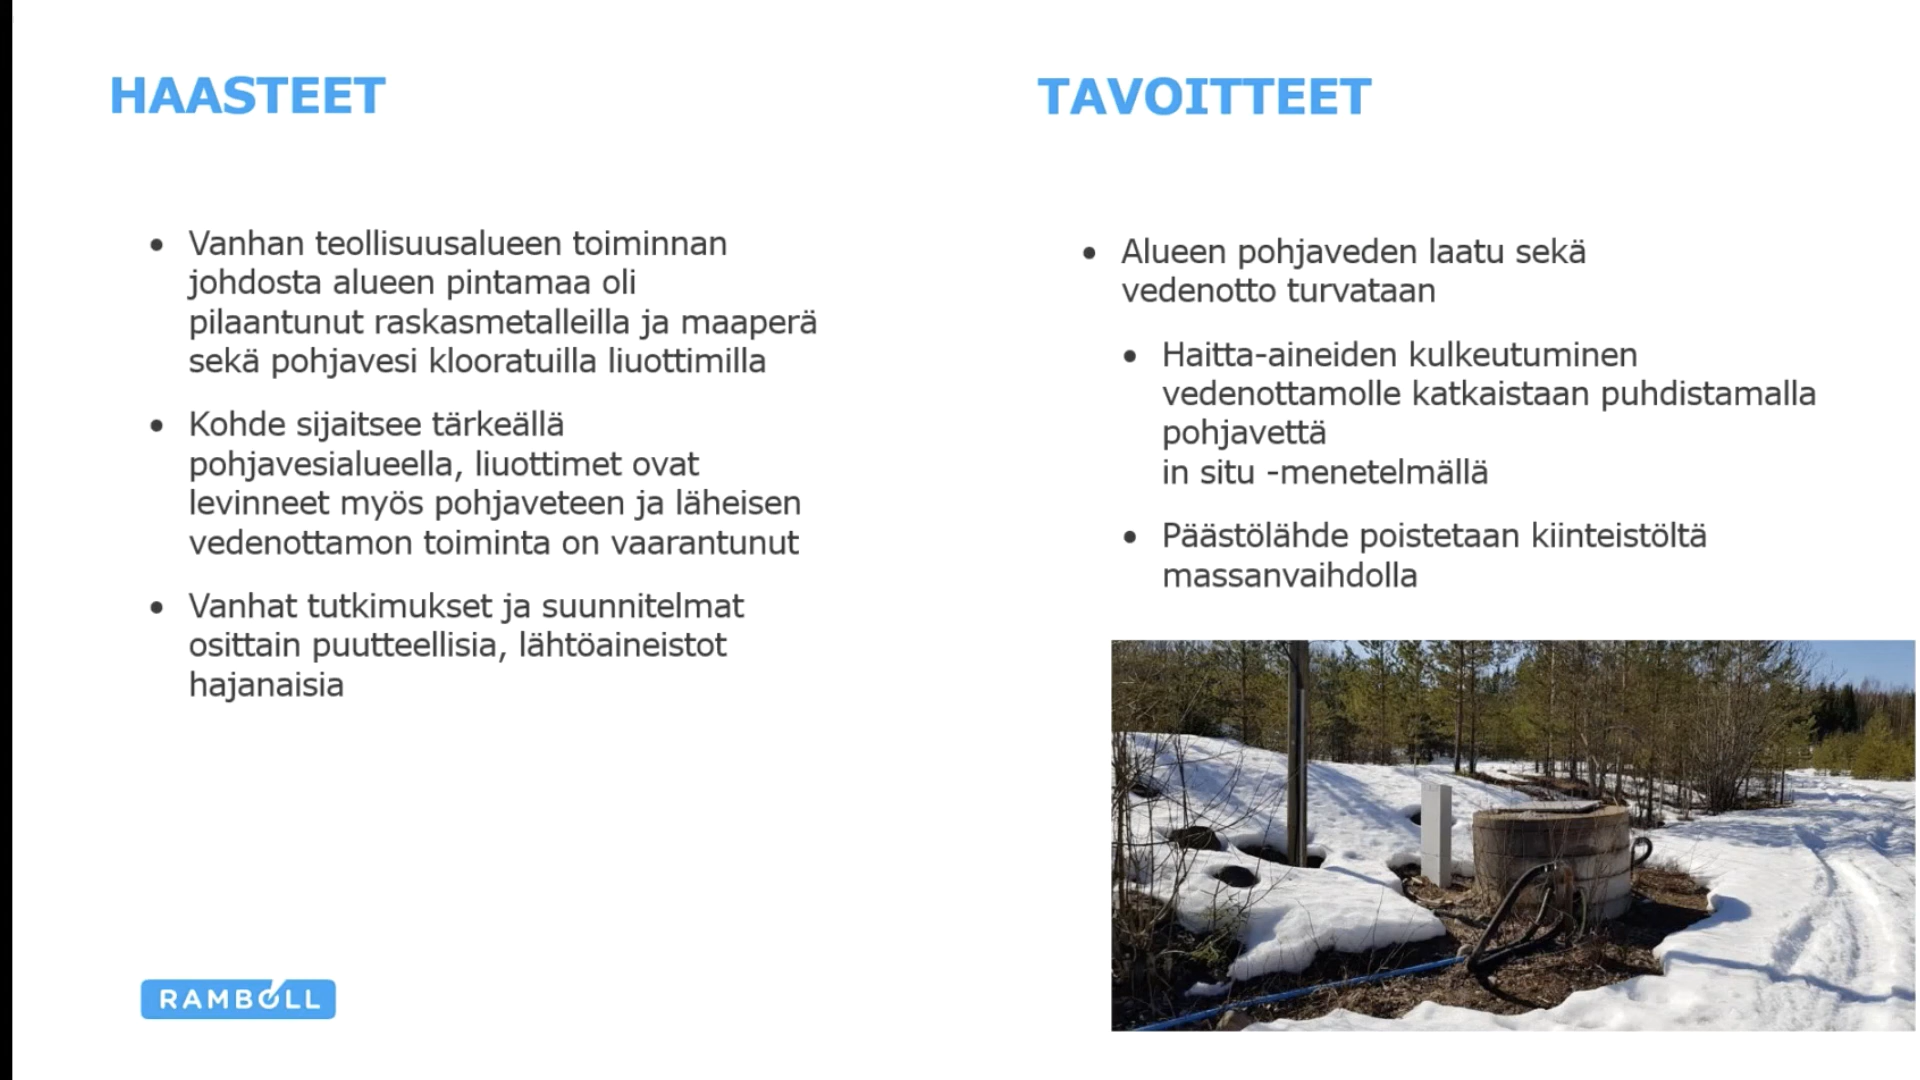 HAASTEET
• Vanhan teollisuusalueen toiminnan
johdosta alueen pintamaa oli
pilaantunut raskasmetalleilla ja maaperä
sekä pohjavesi klooratuilla liuottimilla
• Kohde sijaitsee tärkeällä
pohjavesialueella, liuottimet ovat
levinneet myös pohjaveteen ja läheisen
vedenottamon toiminta on vaarantunut
• Vanhat tutkimukset ja suunnitelmat
osittain puutteellisia, lähtöaineistot
hajanaisia
TAVOITTEET
• Alueen pohjaveden laatu sekä
vedenotto turvataan
• Haitta-aineiden kulkeutuminen
vedenottamolle katkaistaan puhdistamalla
pohjavettä
in situ -menetelmällä
• Päästölähde poistetaan kiinteistöltä
massanvaihdolla
RAMBOLL